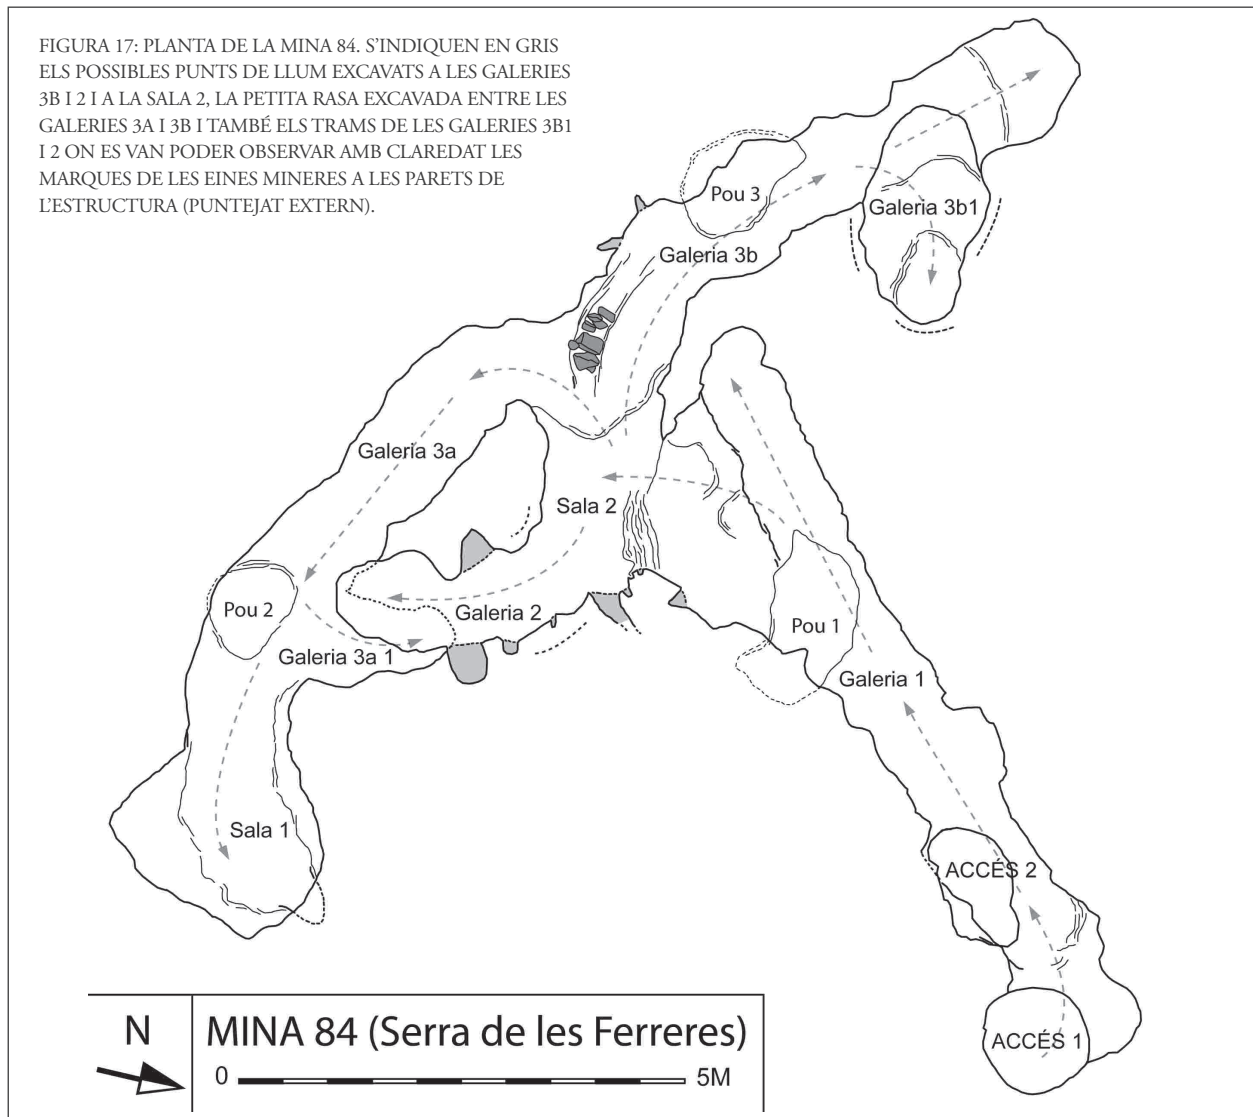 FIGURA 17: PLANTA DE LA MINA 84. S’INDIQUEN EN GRIS
ELS POSSIBLES PUNTS DE LLUM EXCAVATS A LES GALERIES
3B I 2 I A LA SALA 2, LA PETITA RASA EXCAVADA ENTRE LES
GALERIES 3A I 3B I TAMBÉ ELS TRAMS DE LES GALERIES 3B1
I 2 ON ES VAN PODER OBSERVAR AMB CLAREDAT LES
MARQUES DE LES EINES MINERES A LES PARETS DE
L’ESTRUCTURA (PUNTEJAT EXTERN).
Pou 3
Galeria 3b1
Galeria 3b
Galeria 3a
Sala 2
Pou 2
Galeria 2
Pou 1
Galeria 3a 1
Galeria 1
Sala 1
ACCÉS 2
ACCÉS 1
N
MINA 84 (Serra de les Ferreres)
0 5M